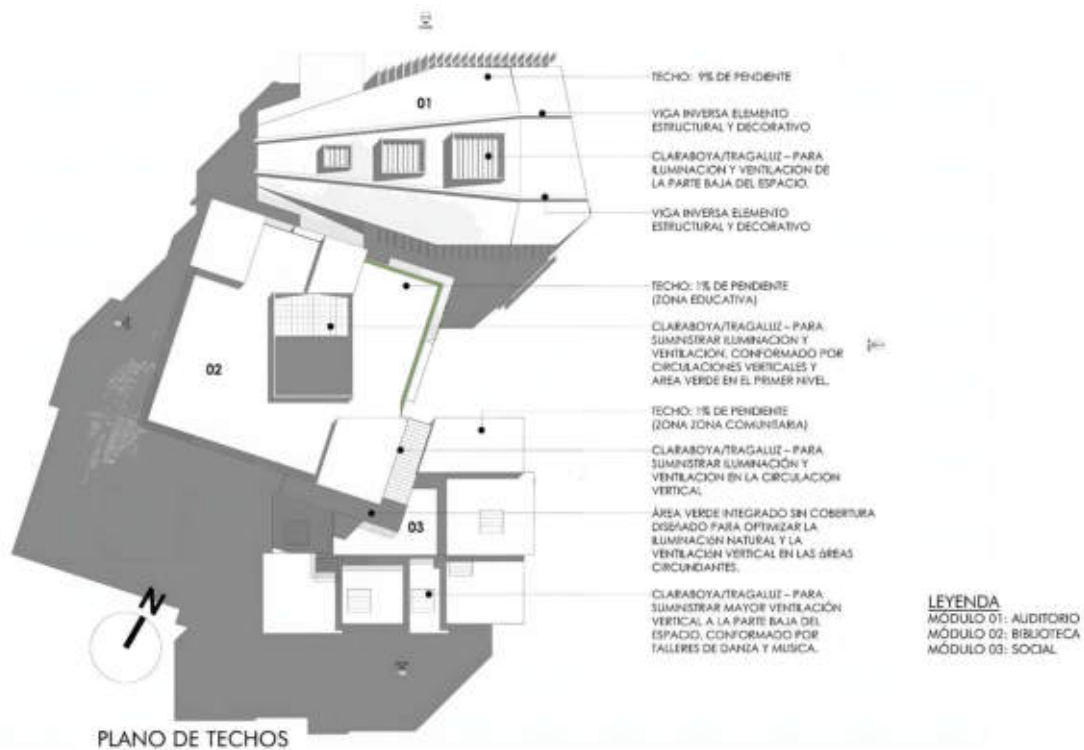 01
TECHO: 9% DE PENDIENTE
VIGA INVERSA ELEMENTO
ESTRUCTURAL Y DECORATIVO
CLARABOYA/TRAGALUZ – PARA
ILUMINACION Y VENTILACIÓN DE
LA PARTE BAJA DEL ESPACIO.
VIGA INVERSA ELEMENTO
ESTRUCTURAL Y DECORATIVO
TECHO: 1% DE PENDIENTE
(ZONA EDUCATIVA)
CLARABOYA/TRAGALUZ – PARA
SUMINISTRAR ILUMINACION Y
VENTILACION, CONFORMADO POR
CIRCULACIONES VERTICALES Y
AREA VERDE EN EL PRIMER NIVEL.
02
TECHO: 1% DE PENDIENTE
(ZONA ZONA COMUNITARIA)
CLARABOYA/TRAGALUZ – PARA
SUMINISTRAR ILUMINACIÓN Y
VENTILACION EN LA CIRCULACION
VERTICAL
03
ÁREA VERDE INTEGRADO SIN COBERTURA
DISEÑADO PARA OPTIMIZAR LA
ILUMINACIÓN NATURAL Y LA
VENTILACIÓN VERTICAL EN LAS ÁREAS
CIRCUNDANTES.
CLARABOYA/TRAGALUZ – PARA
SUMINISTRAR MAYOR VENTILACIÓN
VERTICAL A LA PARTE BAJA DEL
ESPACIO, CONFORMADO POR
TALLERES DE DANZA Y MUSICA.
LEYENDA
MÓDULO 01: AUDITORIO
MÓDULO 02: BIBLIOTECA
MÓDULO 03: SOCIAL
N
PLANO DE TECHOS